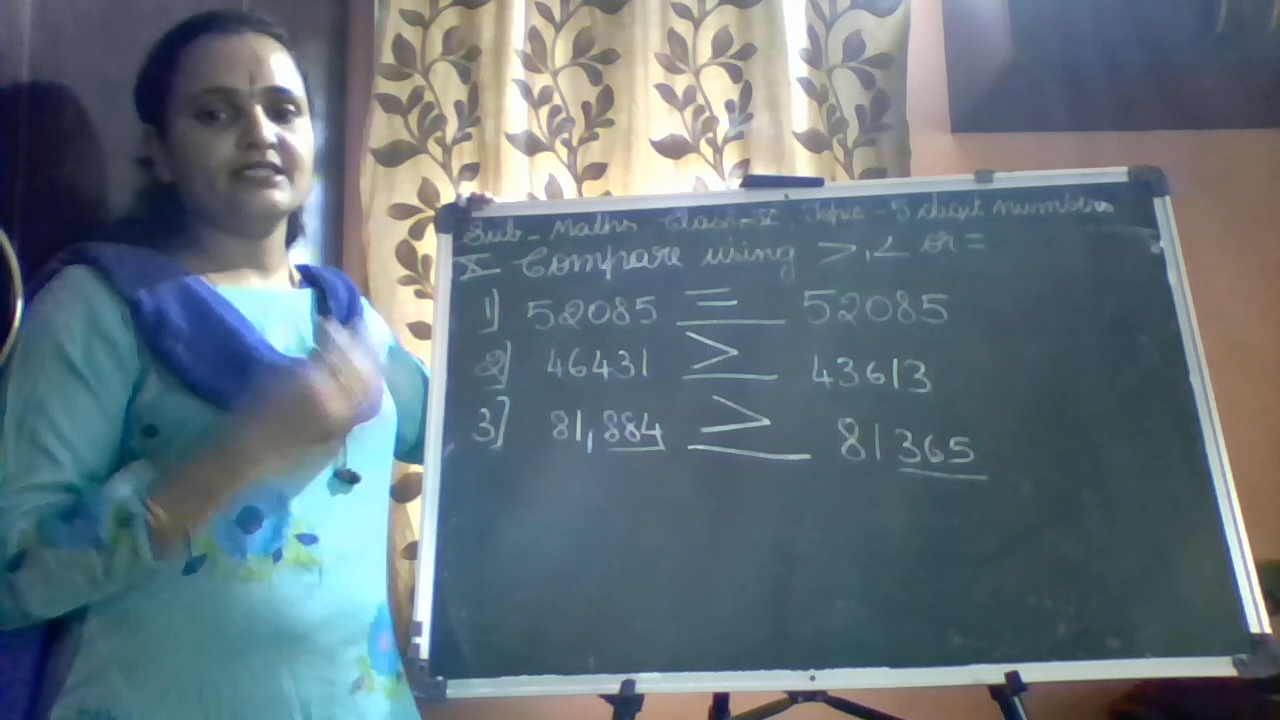 Sub - Maths Class - V Topic - 5 digit numbers
X Compare using >, < or =
1] 52085 = 52085
2] 46431 > 43613
3] 81,884 > 81365